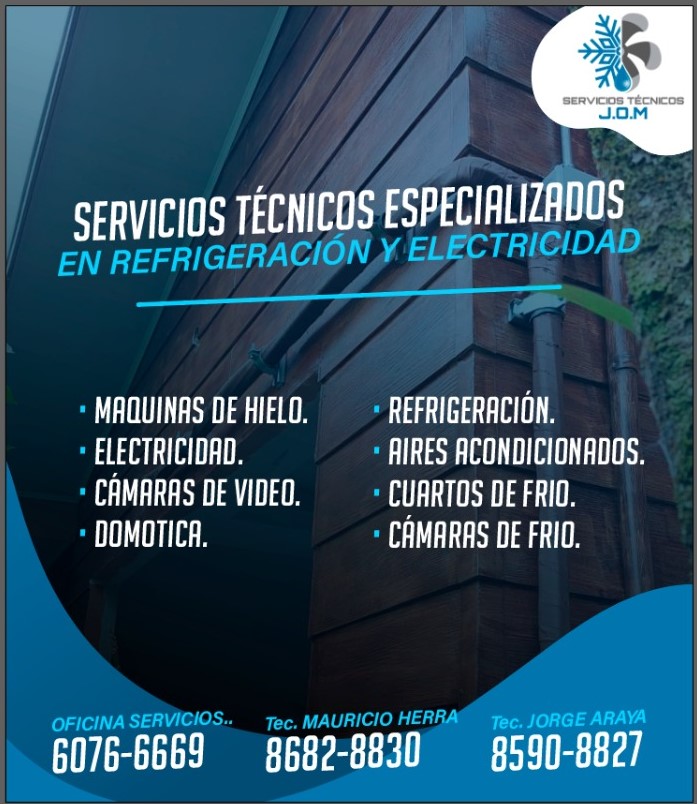 SERVICIOS TÉCNICOS
J.O.M
SERVICIOS TÉCNICOS ESPECIALIZADOS
EN REFRIGERACIÓN Y ELECTRICIDAD
· MAQUINAS DE HIELO.
· ELECTRICIDAD.
· CÁMARAS DE VIDEO.
· DOMOTICA.
· REFRIGERACIÓN.
· AIRES ACONDICIONADOS.
· CUARTOS DE FRIO.
· CÁMARAS DE FRIO.
OFICINA SERVICIOS..
6076-6669
Tec. MAURICIO HERRA
8682-8830
Tec. JORGE ARAYA
8590-8827